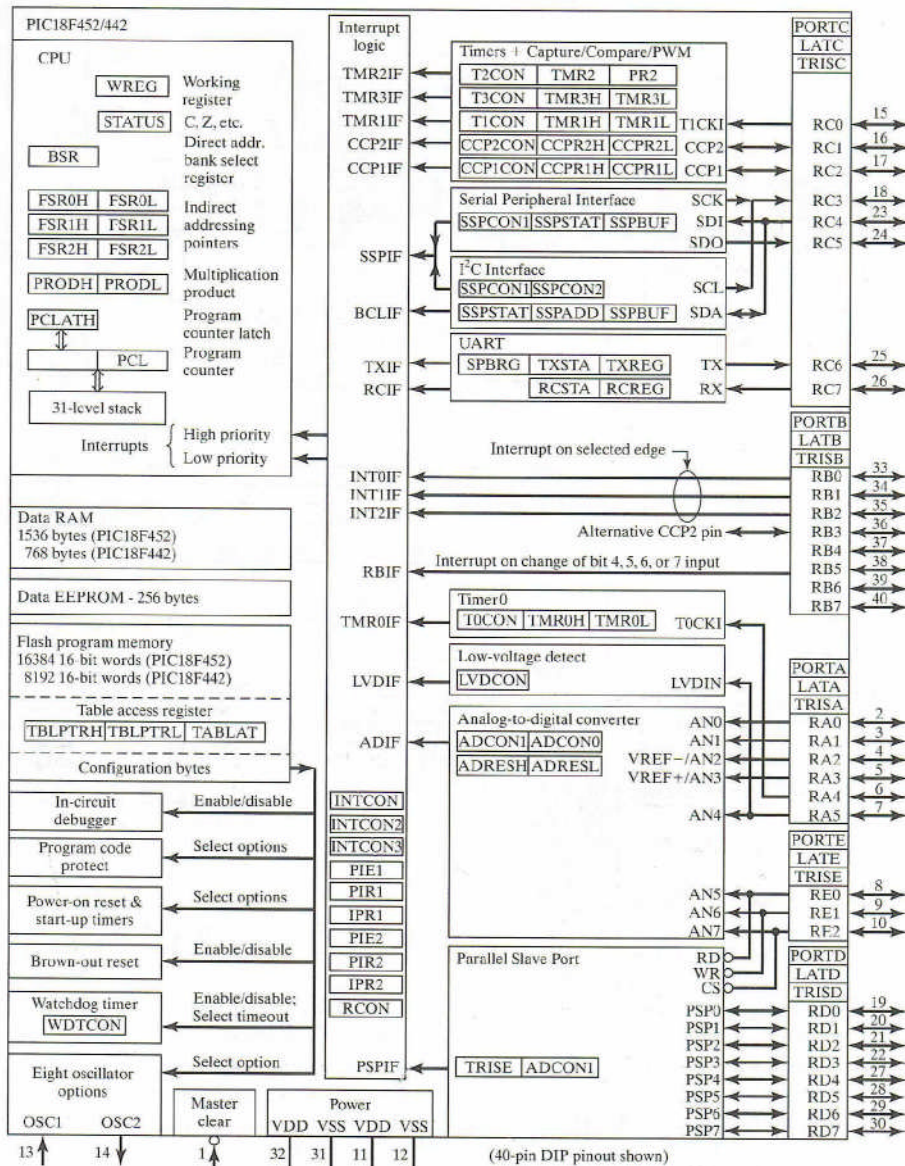 PIC18F452/442
CPU
WREG Working register
STATUS C, Z, etc.
BSR Direct addr. bank select register
FSR0H FSR0L
FSR1H FSR1L
FSR2H FSR2L
Indirect addressing pointers
PRODH PRODL Multiplication product
PCLATH Program counter latch
PCL Program counter
31-level stack
Interrupts { High priority
Low priority
Data RAM
1536 bytes (PIC18F452)
768 bytes (PIC18F442)
Data EEPROM - 256 bytes
Flash program memory
16384 16-bit words (PIC18F452)
8192 16-bit words (PIC18F442)
Table access register
TBLPTRH TBLPTRL TABLAT
Configuration bytes
In-circuit debugger
Enable/disable
Program code protect
Select options
Power-on reset & start-up timers
Select options
Brown-out reset
Enable/disable
Watchdog timer
WDTCON
Enable/disable;
Select timeout
Eight oscillator options
Select option
OSC1 OSC2
13 14
Master clear
1
Power
VDD VSS VDD VSS
32 31 11 12
Interrupt logic
TMR2IF
TMR3IF
TMR1IF
CCP2IF
CCP1IF
SSPIF
BCLIF
TXIF
RCIF
INT0IF
INT1IF
INT2IF
RBIF
TMR0IF
LVDIF
ADIF
INTCON
INTCON2
INTCON3
PIE1
PIR1
IPR1
PIE2
PIR2
IPR2
RCON
PSPIF
Timers + Capture/Compare/PWM
T2CON TMR2 PR2
T3CON TMR3H TMR3L
T1CON TMR1H TMR1L T1CKI
CCP2CON CCPR2H CCPR2L CCP2
CCP1CON CCPR1H CCPR1L CCP1
Serial Peripheral Interface SCK
SSPCON1 SSPSTAT SSPBUF SDI
SDO
I²C Interface
SSPCON1 SSPCON2 SCL
SSPSTAT SSPADD SSPBUF SDA
UART
SPBRG TXSTA TXREG TX
RCSTA RCREG RX
Interrupt on selected edge
Alternative CCP2 pin
Interrupt on change of bit 4, 5, 6, or 7 input
Timer0
T0CON TMR0H TMR0L T0CKI
Low-voltage detect
LVDCON LVDIN
Analog-to-digital converter
ADCON1 ADCON0
ADRESH ADRESL
AN0
AN1
VREF−/AN2
VREF+/AN3
AN4
AN5
AN6
AN7
Parallel Slave Port
RD
WR
CS
TRISE ADCON1
PSP0
PSP1
PSP2
PSP3
PSP4
PSP5
PSP6
PSP7
PORTC
LATC
TRISC
RC0 15
RC1 16
RC2 17
RC3 18
RC4 23
RC5 24
RC6 25
RC7 26
PORTB
LATB
TRISB
RB0 33
RB1 34
RB2 35
RB3 36
RB4 37
RB5 38
RB6 39
RB7 40
PORTA
LATA
TRISA
RA0 2
RA1 3
RA2 4
RA3 5
RA4 6
RA5 7
PORTE
LATE
TRISE
RE0 8
RE1 9
RE2 10
PORTD
LATD
TRISD
RD0 19
RD1 20
RD2 21
RD3 22
RD4 27
RD5 28
RD6 29
RD7 30
(40-pin DIP pinout shown)